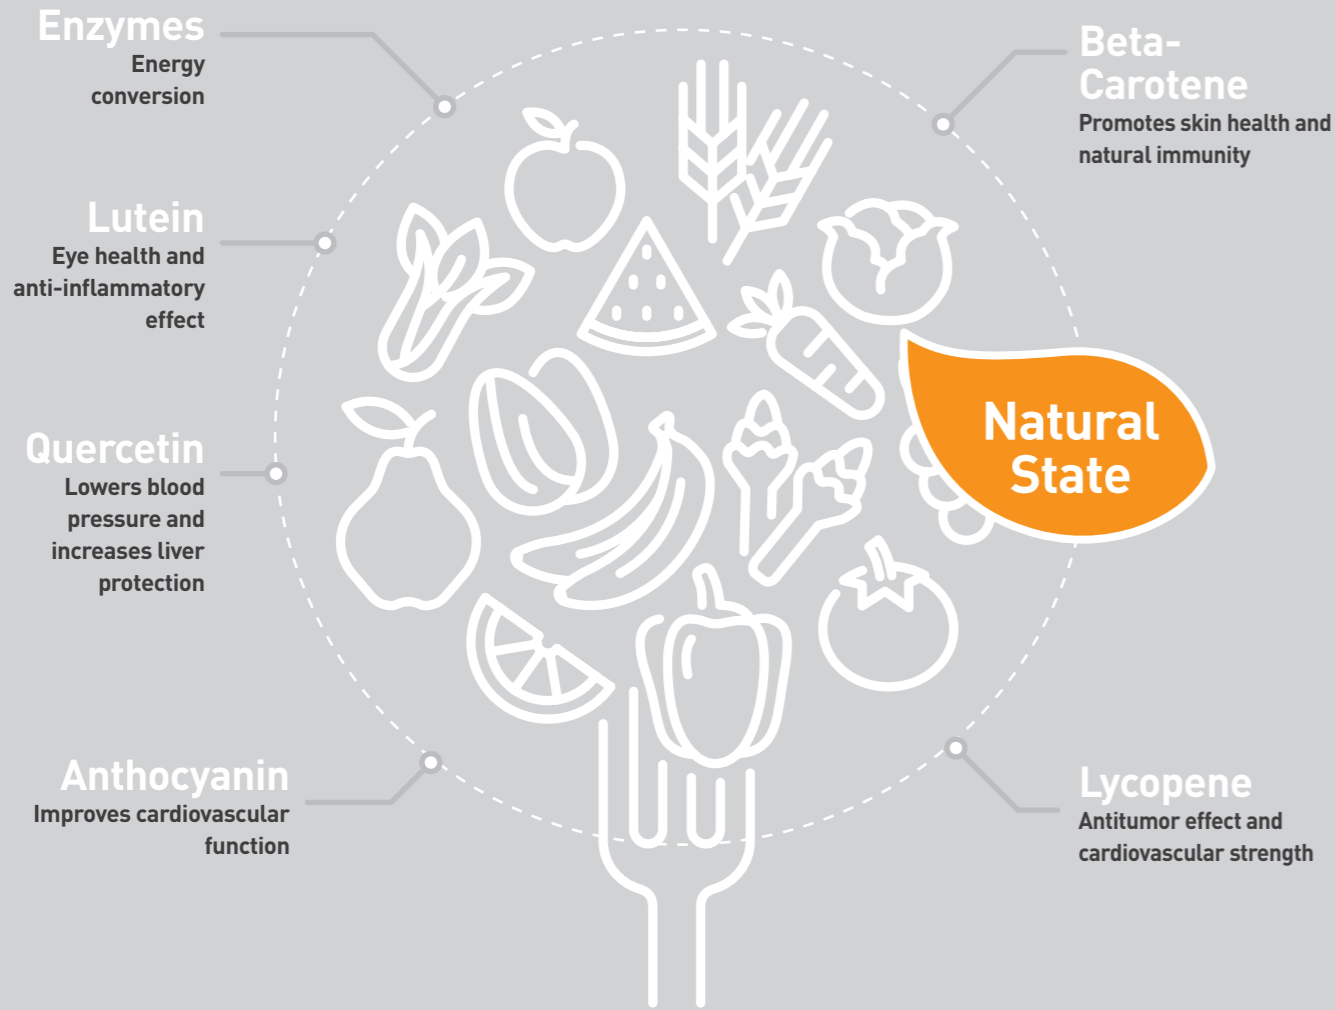 Enzymes
Energy
conversion
Lutein
Eye health and
anti-inflammatory
effect
Quercetin
Lowers blood
pressure and
increases liver
protection
Anthocyanin
Improves cardiovascular
function
Beta-
Carotene
Promotes skin health and
natural immunity
Natural
State
Lycopene
Antitumor effect and
cardiovascular strength